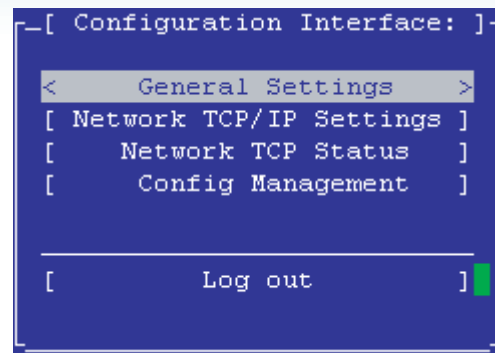 [ Configuration Interface: ]
< General Settings >
[ Network TCP/IP Settings ]
[ Network TCP Status ]
[ Config Management ]
[ Log out ]